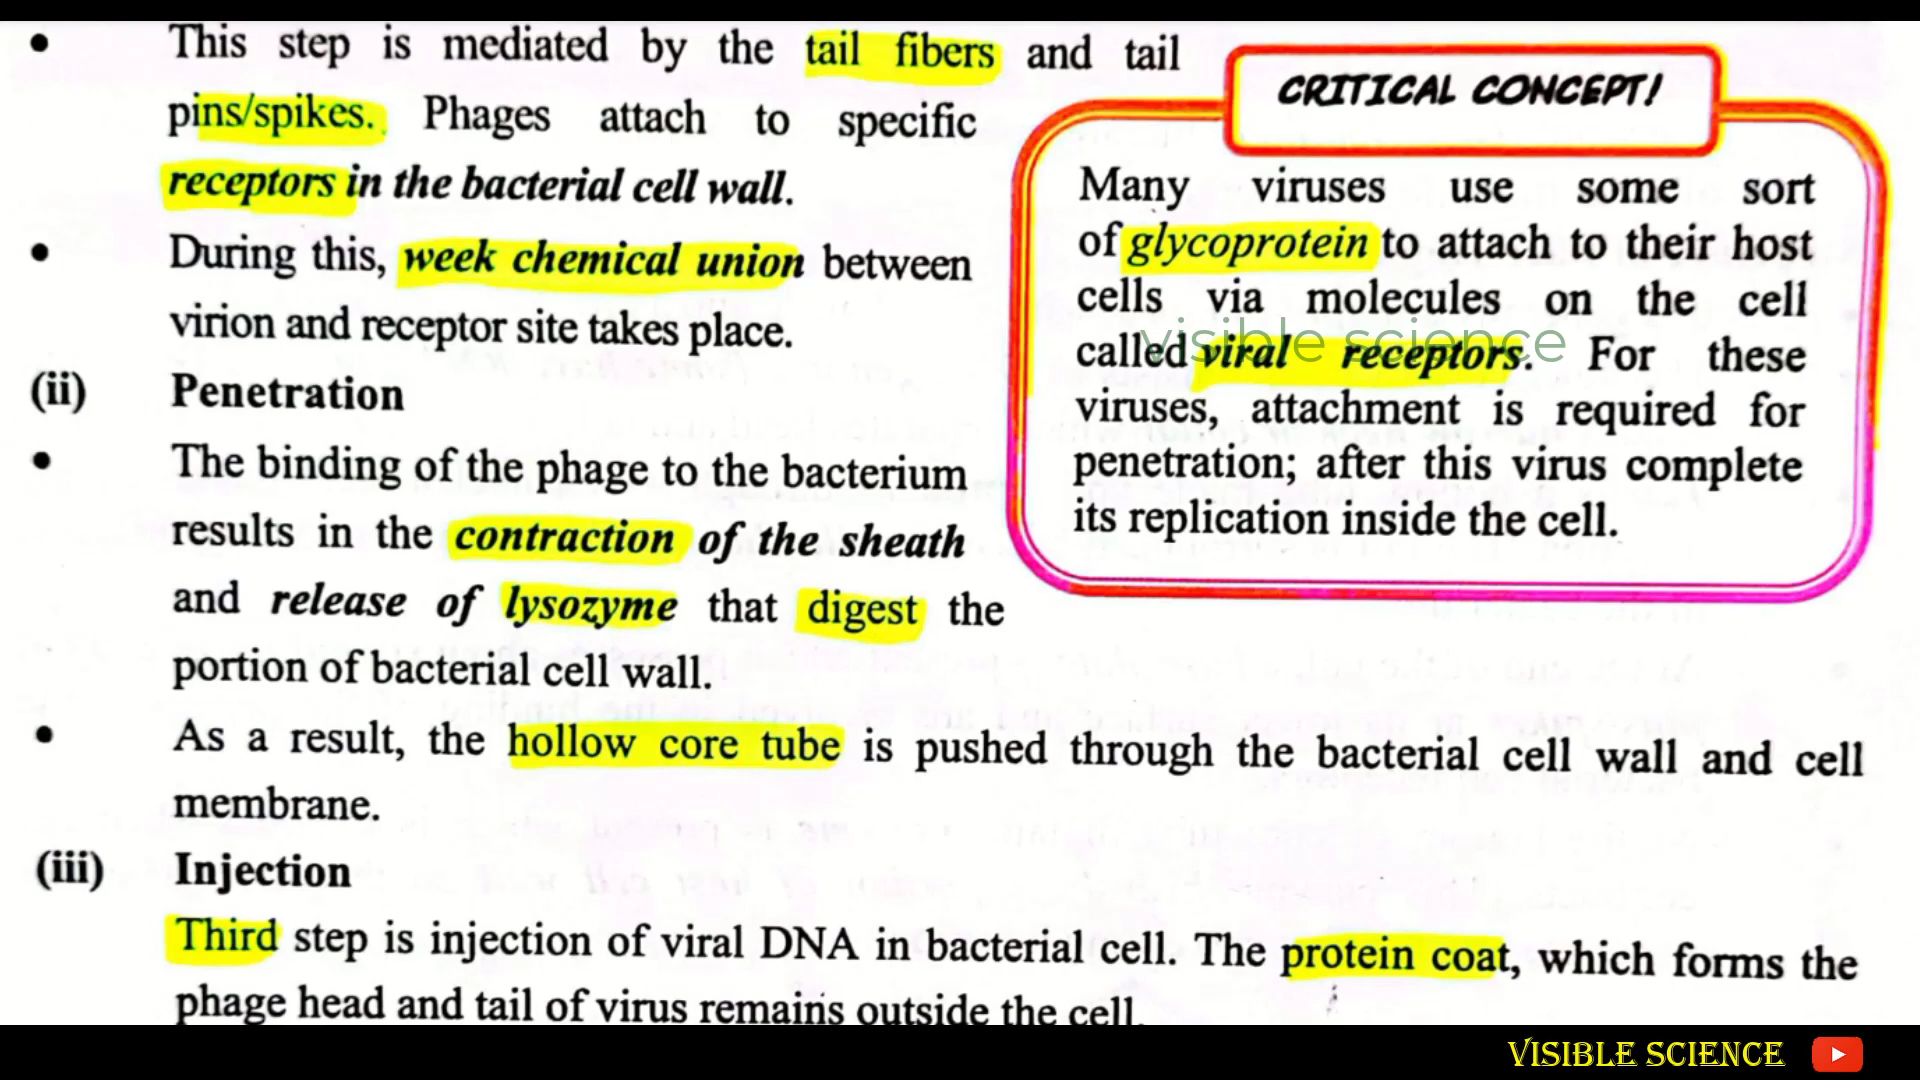 • This step is mediated by the tail fibers and tail
pins/spikes. Phages attach to specific
receptors in the bacterial cell wall.
• During this, week chemical union between
virion and receptor site takes place.
(ii) Penetration
• The binding of the phage to the bacterium
results in the contraction of the sheath
and release of lysozyme that digest the
portion of bacterial cell wall.
• As a result, the hollow core tube is pushed through the bacterial cell wall and cell
membrane.
(iii) Injection
Third step is injection of viral DNA in bacterial cell. The protein coat, which forms the
phage head and tail of virus remains outside the cell.
CRITICAL CONCEPT!
Many viruses use some sort
of glycoprotein to attach to their host
cells via molecules on the cell
called viral receptors. For these
viruses, attachment is required for
penetration; after this virus complete
its replication inside the cell.
visible science
VISIBLE SCIENCE